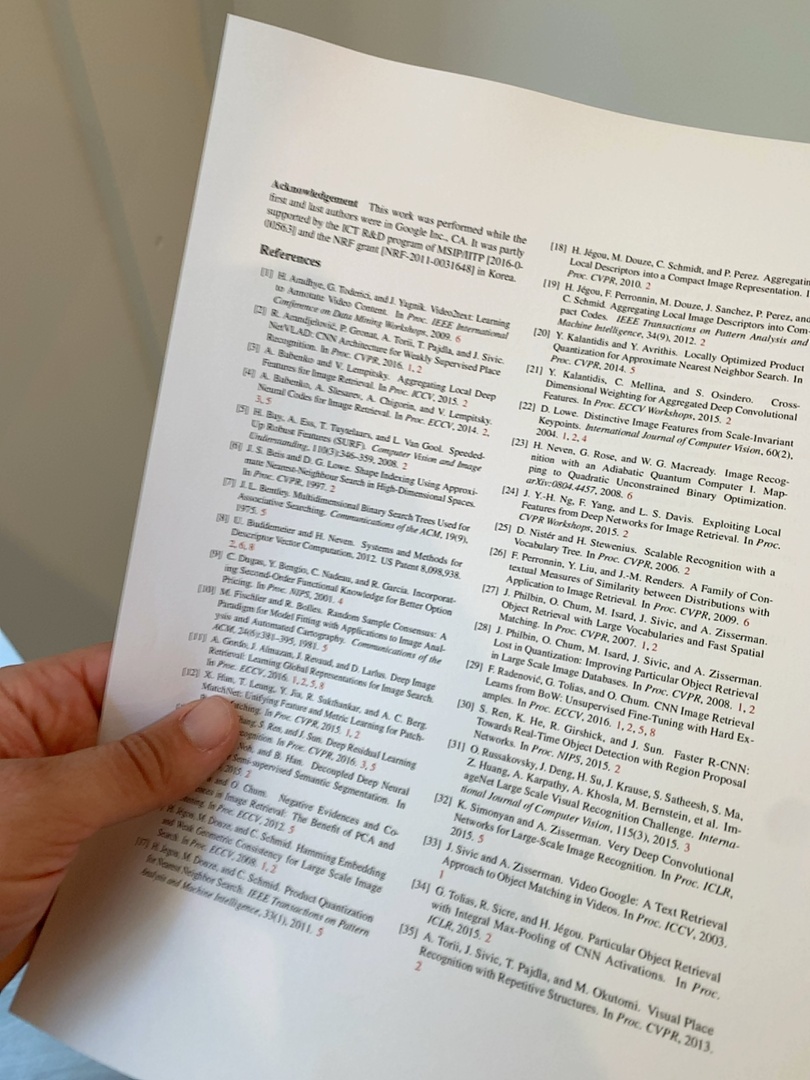 Acknowledgement This work was performed while the
first and last authors were in Google Inc., CA. It was partly
supported by the ICT R&D program of MSIP/IITP [2016-0-
00563] and the NRF grant [NRF-2011-0031648] in Korea.
References
[1] H. Aradhye, G. Toderici, and J. Yagnik. Video2text: Learning
to Annotate Video Content. In Proc. IEEE International
Conference on Data Mining Workshops, 2009. 6
[2] R. Arandjelović, P. Gronat, A. Torii, T. Pajdla, and J. Sivic.
NetVLAD: CNN Architecture for Weakly Supervised Place
Recognition. In Proc. CVPR, 2016. 1, 2
[3] A. Babenko and V. Lempitsky. Aggregating Local Deep
Features for Image Retrieval. In Proc. ICCV, 2015. 2
[4] A. Babenko, A. Slesarev, A. Chigorin, and V. Lempitsky.
Neural Codes for Image Retrieval. In Proc. ECCV, 2014. 2,
3, 5
[5] H. Bay, A. Ess, T. Tuytelaars, and L. Van Gool. Speeded-
Up Robust Features (SURF). Computer Vision and Image
Understanding, 110(3):346–359, 2008. 2
[6] J. S. Beis and D. G. Lowe. Shape Indexing Using Approxi-
mate Nearest-Neighbour Search in High-Dimensional Spaces.
In Proc. CVPR, 1997. 2
[7] J. L. Bentley. Multidimensional Binary Search Trees Used for
Associative Searching. Communications of the ACM, 19(9),
1975. 5
[8] U. Buddemeier and H. Neven. Systems and Methods for
Descriptor Vector Computation, 2012. US Patent 8,098,938.
2, 6, 8
[9] C. Dugas, Y. Bengio, C. Nadeau, and R. Garcia. Incorporat-
ing Second-Order Functional Knowledge for Better Option
Pricing. In Proc. NIPS, 2001. 4
[10] M. Fischler and R. Bolles. Random Sample Consensus: A
Paradigm for Model Fitting with Applications to Image Anal-
ysis and Automated Cartography. Communications of the
ACM, 24(6):381–395, 1981. 5
[11] A. Gordo, J. Almazan, J. Revaud, and D. Larlus. Deep Image
Retrieval: Learning Global Representations for Image Search.
In Proc. ECCV, 2016. 1, 2, 5, 8
[12] X. Han, T. Leung, Y. Jia, R. Sukthankar, and A. C. Berg.
MatchNet: Unifying Feature and Metric Learning for Patch-
Matching. In Proc. CVPR, 2015. 1, 2
S. Ren, and J. Sun. Deep Residual Learning
In Proc. CVPR, 2016. 3, 5
and B. Han. Decoupled Deep Neural
Semi-supervised Semantic Segmentation. In
2015. 2
and O. Chum. Negative Evidences and Co-
in Image Retrieval: The Benefit of PCA and
In Proc. ECCV, 2012. 5
H. Jégou, M. Douze, and C. Schmid. Hamming Embedding
and Weak Geometric Consistency for Large Scale Image
Search. In Proc. ECCV, 2008. 1, 2
[17] H. Jégou, M. Douze, and C. Schmid. Product Quantization
for Nearest Neighbor Search. IEEE Transactions on Pattern
Analysis and Machine Intelligence, 33(1), 2011. 5
[18] H. Jégou, M. Douze, C. Schmidt, and P. Perez. Aggregatin
Local Descriptors into a Compact Image Representation. I
Proc. CVPR, 2010. 2
[19] H. Jégou, F. Perronnin, M. Douze, J. Sanchez, P. Perez, and
C. Schmid. Aggregating Local Image Descriptors into Com-
pact Codes. IEEE Transactions on Pattern Analysis and
Machine Intelligence, 34(9), 2012. 2
[20] Y. Kalantidis and Y. Avrithis. Locally Optimized Product
Quantization for Approximate Nearest Neighbor Search. In
Proc. CVPR, 2014. 5
[21] Y. Kalantidis, C. Mellina, and S. Osindero. Cross-
Dimensional Weighting for Aggregated Deep Convolutional
Features. In Proc. ECCV Workshops, 2015. 2
[22] D. Lowe. Distinctive Image Features from Scale-Invariant
Keypoints. International Journal of Computer Vision, 60(2),
2004. 1, 2, 4
[23] H. Neven, G. Rose, and W. G. Macready. Image Recog-
nition with an Adiabatic Quantum Computer I. Map-
ping to Quadratic Unconstrained Binary Optimization.
arXiv:0804.4457, 2008. 6
[24] J. Y.-H. Ng, F. Yang, and L. S. Davis. Exploiting Local
Features from Deep Networks for Image Retrieval. In Proc.
CVPR Workshops, 2015. 2
[25] D. Nistér and H. Stewenius. Scalable Recognition with a
Vocabulary Tree. In Proc. CVPR, 2006. 2
[26] F. Perronnin, Y. Liu, and J.-M. Renders. A Family of Con-
textual Measures of Similarity between Distributions with
Application to Image Retrieval. In Proc. CVPR, 2009. 6
[27] J. Philbin, O. Chum, M. Isard, J. Sivic, and A. Zisserman.
Object Retrieval with Large Vocabularies and Fast Spatial
Matching. In Proc. CVPR, 2007. 1, 2
[28] J. Philbin, O. Chum, M. Isard, J. Sivic, and A. Zisserman.
Lost in Quantization: Improving Particular Object Retrieval
in Large Scale Image Databases. In Proc. CVPR, 2008. 1, 2
[29] F. Radenović, G. Tolias, and O. Chum. CNN Image Retrieval
Learns from BoW: Unsupervised Fine-Tuning with Hard Ex-
amples. In Proc. ECCV, 2016. 1, 2, 5, 8
[30] S. Ren, K. He, R. Girshick, and J. Sun. Faster R-CNN:
Towards Real-Time Object Detection with Region Proposal
Networks. In Proc. NIPS, 2015. 2
[31] O. Russakovsky, J. Deng, H. Su, J. Krause, S. Satheesh, S. Ma,
Z. Huang, A. Karpathy, A. Khosla, M. Bernstein, et al. Im-
ageNet Large Scale Visual Recognition Challenge. Interna-
tional Journal of Computer Vision, 115(3), 2015. 3
[32] K. Simonyan and A. Zisserman. Very Deep Convolutional
Networks for Large-Scale Image Recognition. In Proc. ICLR,
2015. 5
[33] J. Sivic and A. Zisserman. Video Google: A Text Retrieval
Approach to Object Matching in Videos. In Proc. ICCV, 2003.
1
[34] G. Tolias, R. Sicre, and H. Jégou. Particular Object Retrieval
with Integral Max-Pooling of CNN Activations. In Proc.
ICLR, 2015. 2
[35] A. Torii, J. Sivic, T. Pajdla, and M. Okutomi. Visual Place
Recognition with Repetitive Structures. In Proc. CVPR, 2013.
2